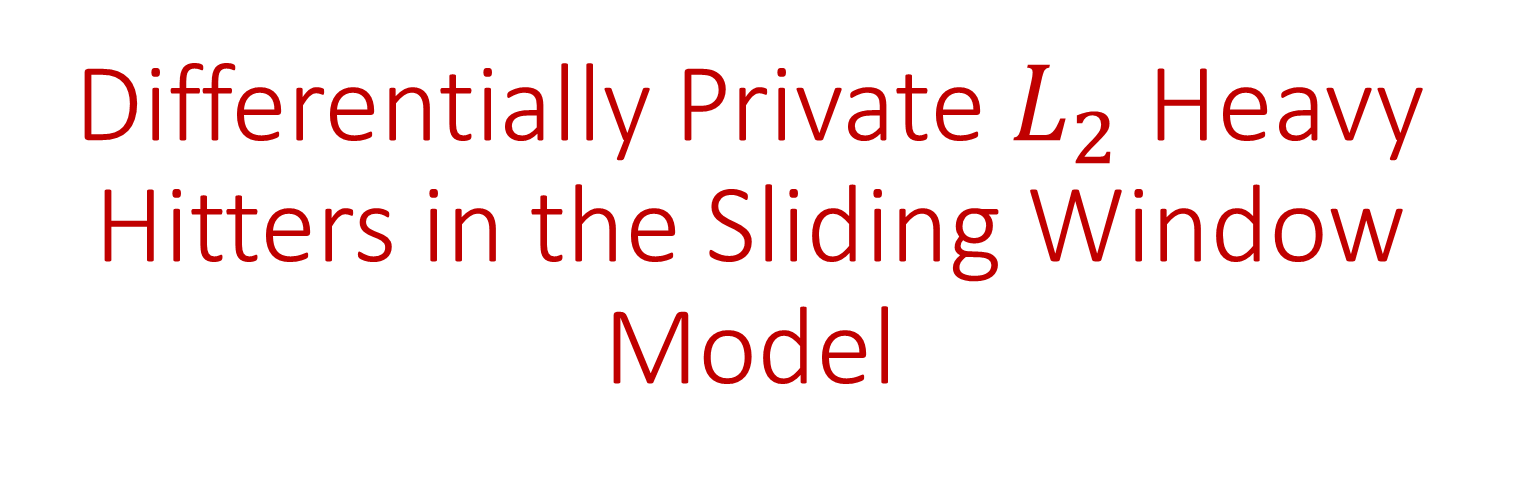 Differentially Private L₂ Heavy
Hitters in the Sliding Window
Model